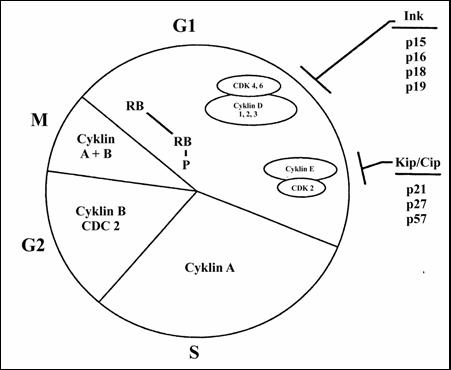 G1
Ink
p15
p16
p18
p19
CDK 4, 6
Cyklin D
1, 2, 3
RB
RB
P
M
Cyklin
A + B
Cyklin E
CDK 2
Kip/Cip
p21
p27
p57
Cyklin B
CDC 2
G2
Cyklin A
S